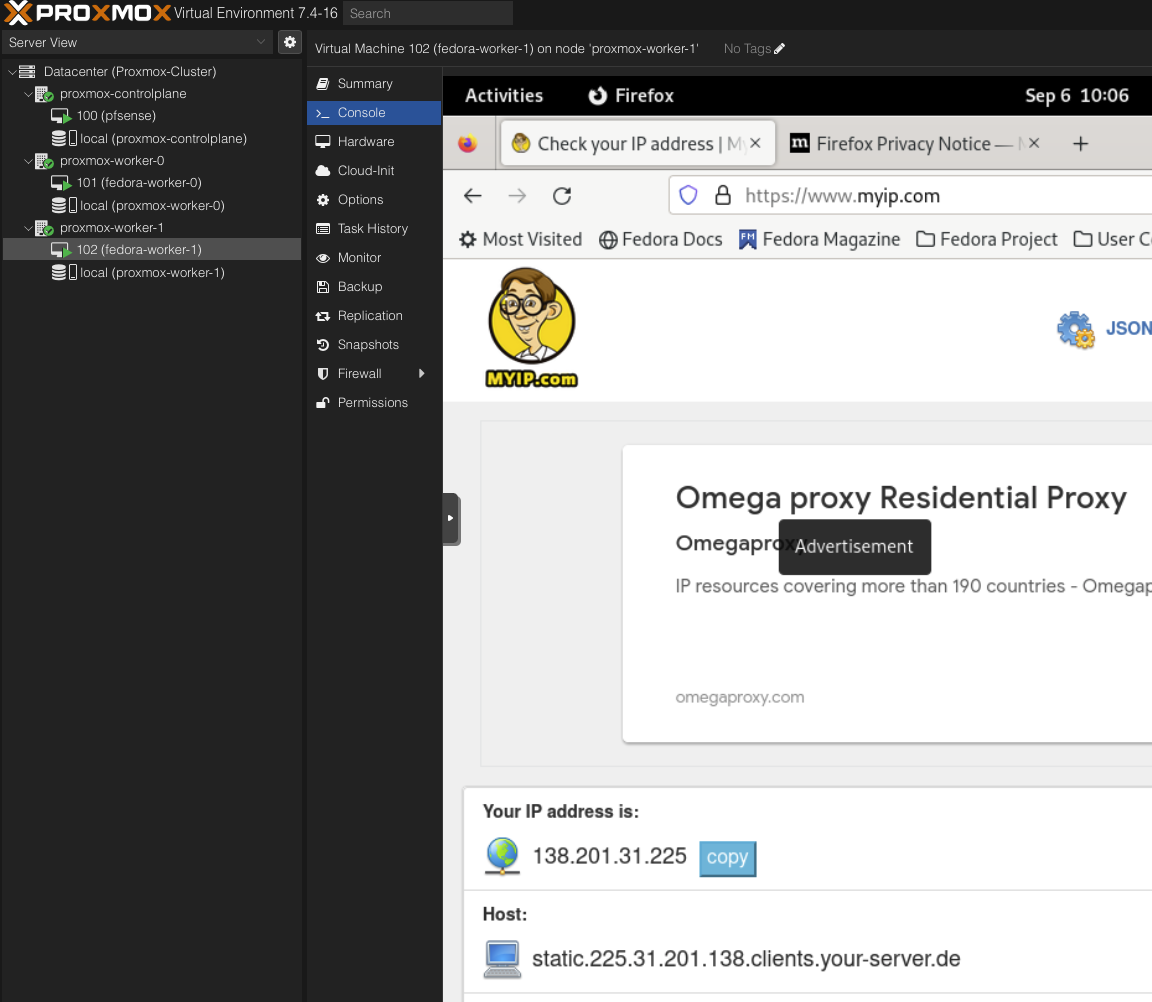 PROXMOX Virtual Environment 7.4-16 Search
Server View
Datacenter (Proxmox-Cluster)
proxmox-controlplane
100 (pfsense)
local (proxmox-controlplane)
proxmox-worker-0
101 (fedora-worker-0)
local (proxmox-worker-0)
proxmox-worker-1
102 (fedora-worker-1)
local (proxmox-worker-1)
Virtual Machine 102 (fedora-worker-1) on node 'proxmox-worker-1' No Tags
Summary
Console
Hardware
Cloud-Init
Options
Task History
Monitor
Backup
Replication
Snapshots
Firewall
Permissions
Activities Firefox Sep 6 10:06
Check your IP address | My m Firefox Privacy Notice —
https://www.myip.com
Most Visited Fedora Docs FM Fedora Magazine Fedora Project User
MYIP.com
JSON
Omega proxy Residential Proxy
Advertisement
IP resources covering more than 190 countries -
omegaproxy.com
Your IP address is:
138.201.31.225 copy
Host:
static.225.31.201.138.clients.your-server.de